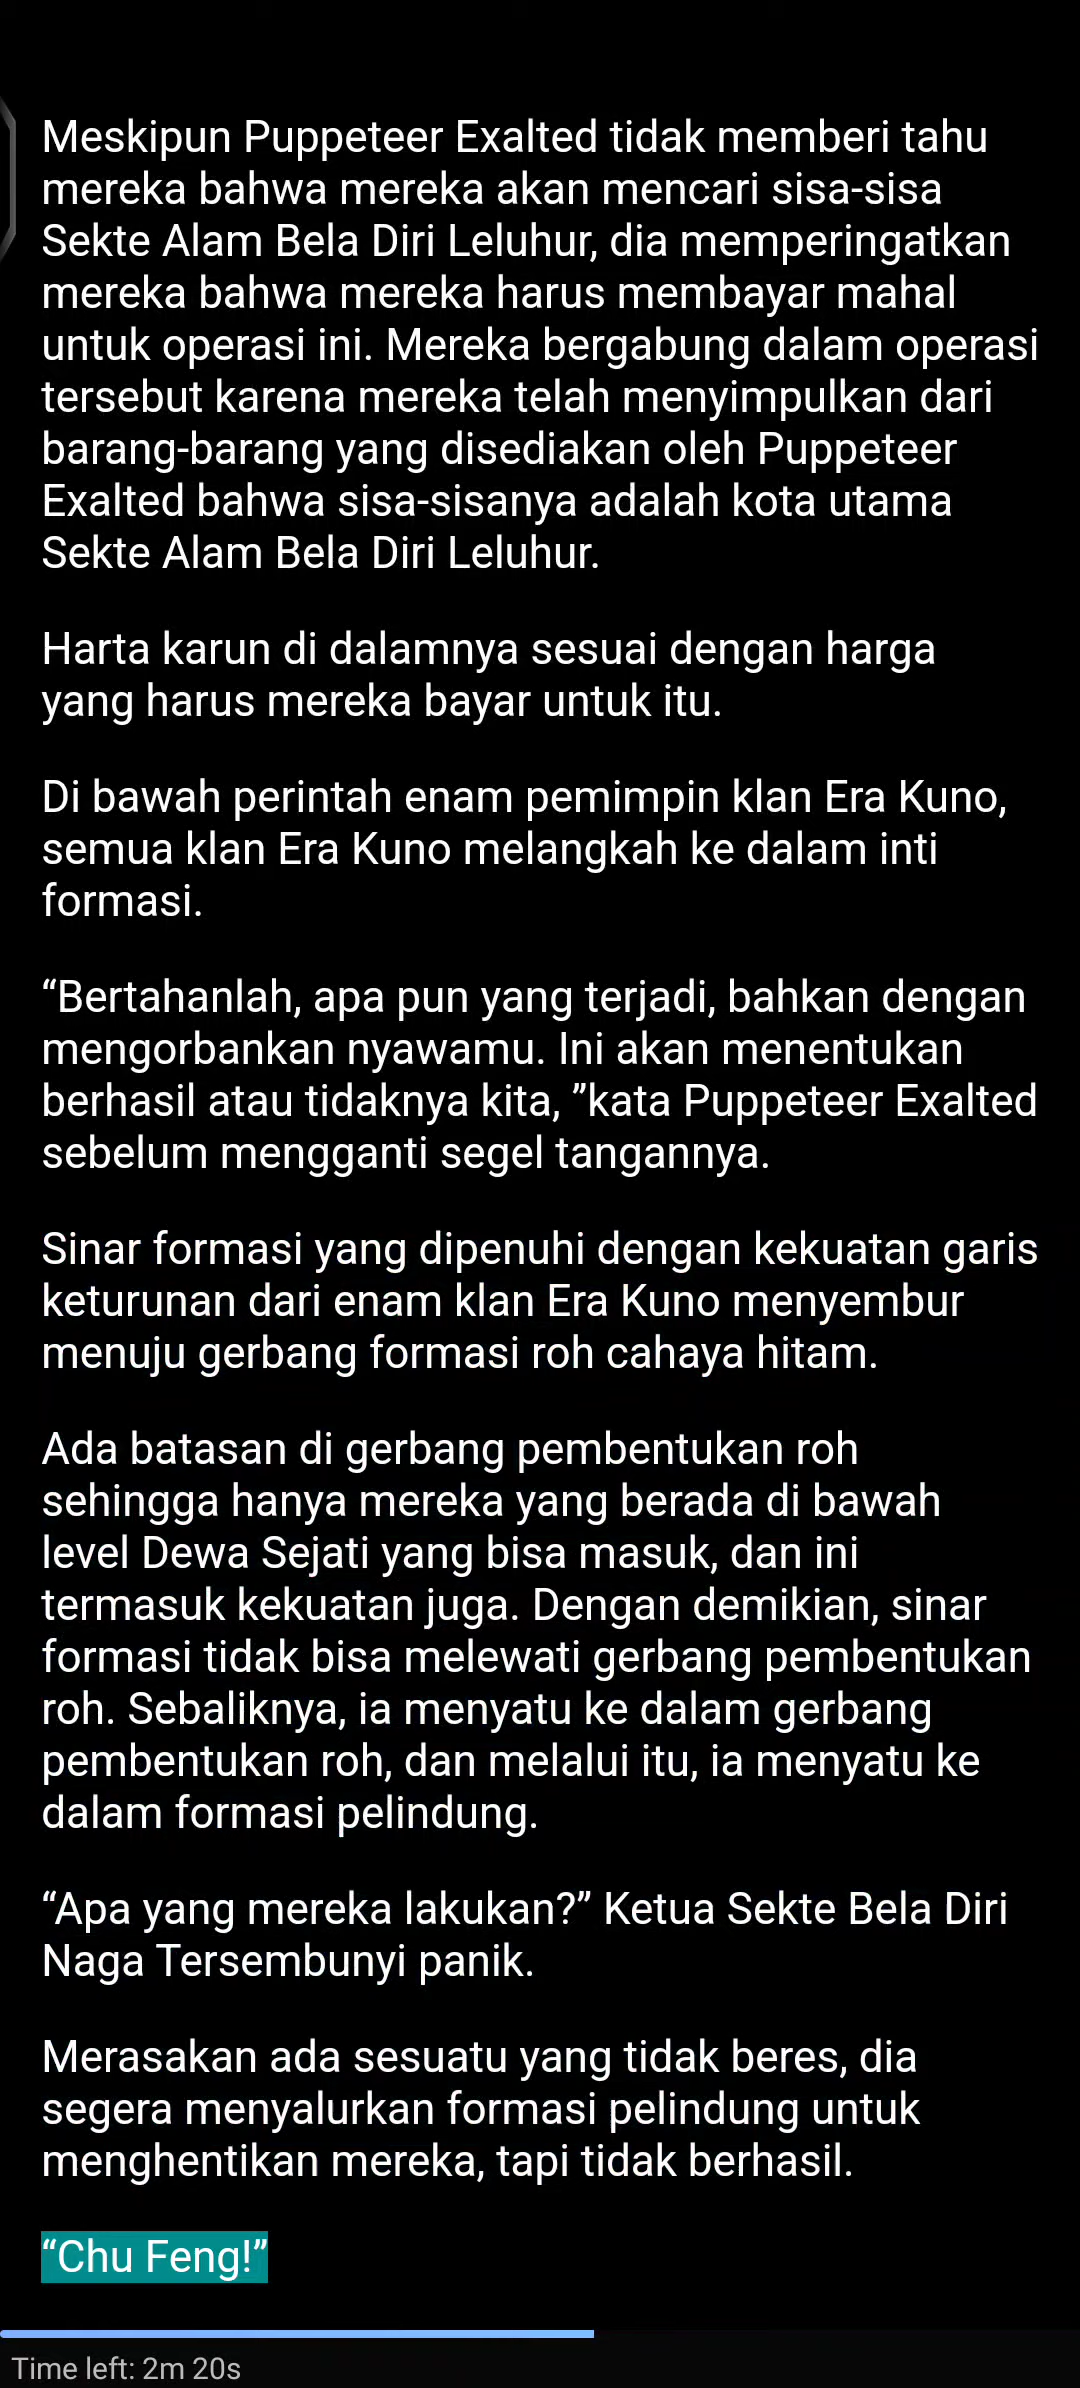 Meskipun Puppeteer Exalted tidak memberi tahu
mereka bahwa mereka akan mencari sisa-sisa
Sekte Alam Bela Diri Leluhur, dia memperingatkan
mereka bahwa mereka harus membayar mahal
untuk operasi ini. Mereka bergabung dalam operasi
tersebut karena mereka telah menyimpulkan dari
barang-barang yang disediakan oleh Puppeteer
Exalted bahwa sisa-sisanya adalah kota utama
Sekte Alam Bela Diri Leluhur.
Harta karun di dalamnya sesuai dengan harga
yang harus mereka bayar untuk itu.
Di bawah perintah enam pemimpin klan Era Kuno,
semua klan Era Kuno melangkah ke dalam inti
formasi.
“Bertahanlah, apa pun yang terjadi, bahkan dengan
mengorbankan nyawamu. Ini akan menentukan
berhasil atau tidaknya kita, ”kata Puppeteer Exalted
sebelum mengganti segel tangannya.
Sinar formasi yang dipenuhi dengan kekuatan garis
keturunan dari enam klan Era Kuno menyembur
menuju gerbang formasi roh cahaya hitam.
Ada batasan di gerbang pembentukan roh
sehingga hanya mereka yang berada di bawah
level Dewa Sejati yang bisa masuk, dan ini
termasuk kekuatan juga. Dengan demikian, sinar
formasi tidak bisa melewati gerbang pembentukan
roh. Sebaliknya, ia menyatu ke dalam gerbang
pembentukan roh, dan melalui itu, ia menyatu ke
dalam formasi pelindung.
“Apa yang mereka lakukan?” Ketua Sekte Bela Diri
Naga Tersembunyi panik.
Merasakan ada sesuatu yang tidak beres, dia
segera menyalurkan formasi pelindung untuk
menghentikan mereka, tapi tidak berhasil.
“Chu Feng!”
Time left: 2m 20s